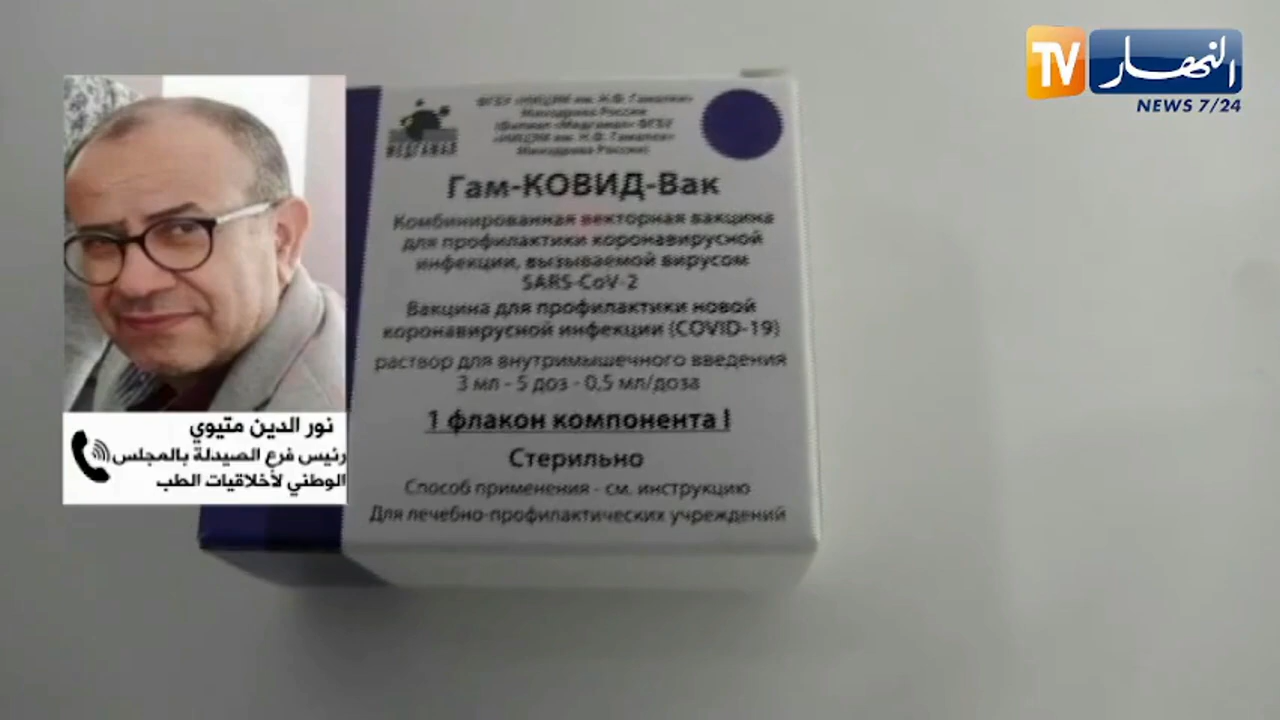 النهار TV
NEWS 7/24
ФГБУ «НИЦЭМ им. Н.Ф. Гамалеи»
Минздрава России
(Филиал «Медгамал» ФГБУ
«НИЦЭМ им. Н.Ф. Гамалеи»
Минздрава России)
МЕДГАМАЛ
Гам-КОВИД-Вак
Комбинированная векторная вакцина
для профилактики коронавирусной
инфекции, вызываемой вирусом
SARS-CoV-2
Вакцина для профилактики новой
коронавирусной инфекции (COVID-19)
раствор для внутримышечного введения
3 мл - 5 доз - 0,5 мл/доза
1 флакон компонента I
Стерильно
Способ применения - см. инструкцию
Для лечебно-профилактических учреждений
نور الدين متيوي
رئيس فرع الصيدلة بالمجلس
الوطني لأخلاقيات الطب